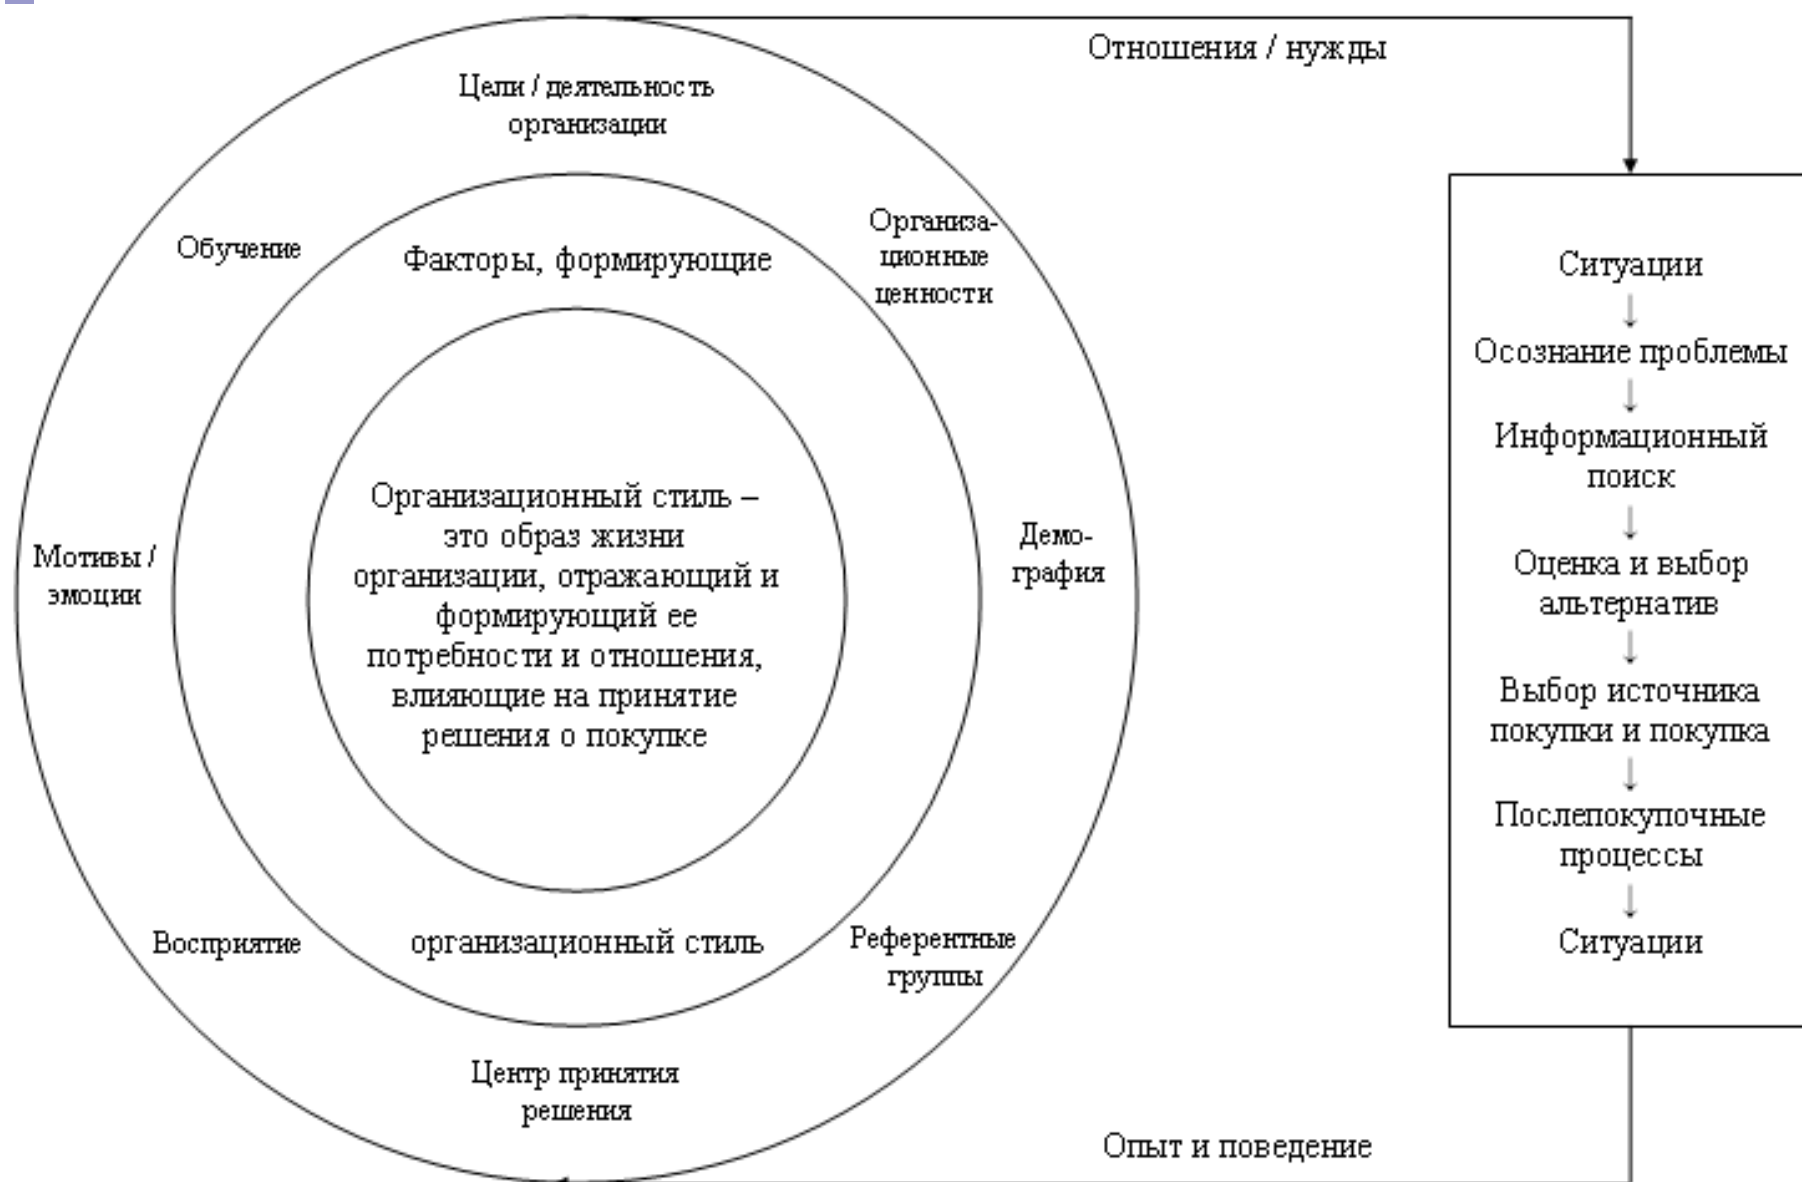 Отношения / нужды
Цели / деятельность
организации
Организа-
ционные
ценности
Обучение
Факторы, формирующие
Организационный стиль –
это образ жизни
организации, отражающий и
формирующий ее
потребности и отношения,
влияющие на принятие
решения о покупке
Мотивы /
эмоции
Демо-
графия
Восприятие
организационный стиль
Референтные
группы
Центр принятия
решения
Опыт и поведение
Ситуации
Осознание проблемы
Информационный
поиск
Оценка и выбор
альтернатив
Выбор источника
покупки и покупка
Послепокупочные
процессы
Ситуации